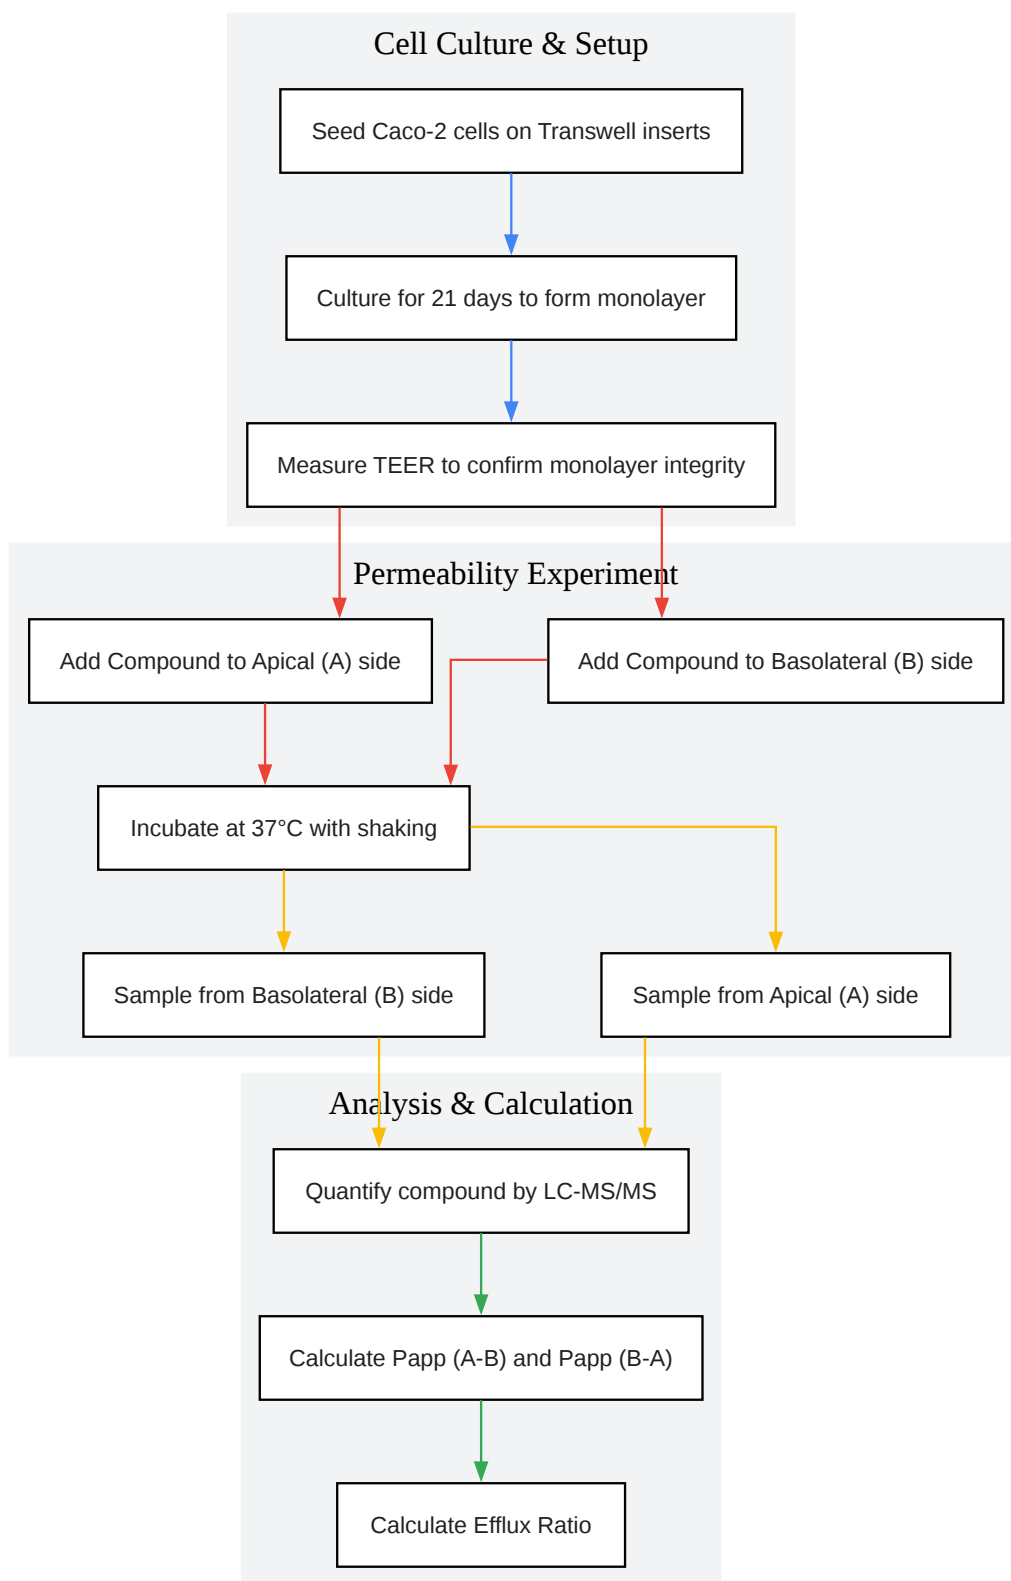 Cell Culture & Setup
Seed Caco-2 cells on Transwell inserts
Culture for 21 days to form monolayer
Measure TEER to confirm monolayer integrity
Permeability Experiment
Add Compound to Apical (A) side
Add Compound to Basolateral (B) side
Incubate at 37°C with shaking
Sample from Basolateral (B) side
Sample from Apical (A) side
Analysis & Calculation
Quantify compound by LC-MS/MS
Calculate Papp (A-B) and Papp (B-A)
Calculate Efflux Ratio